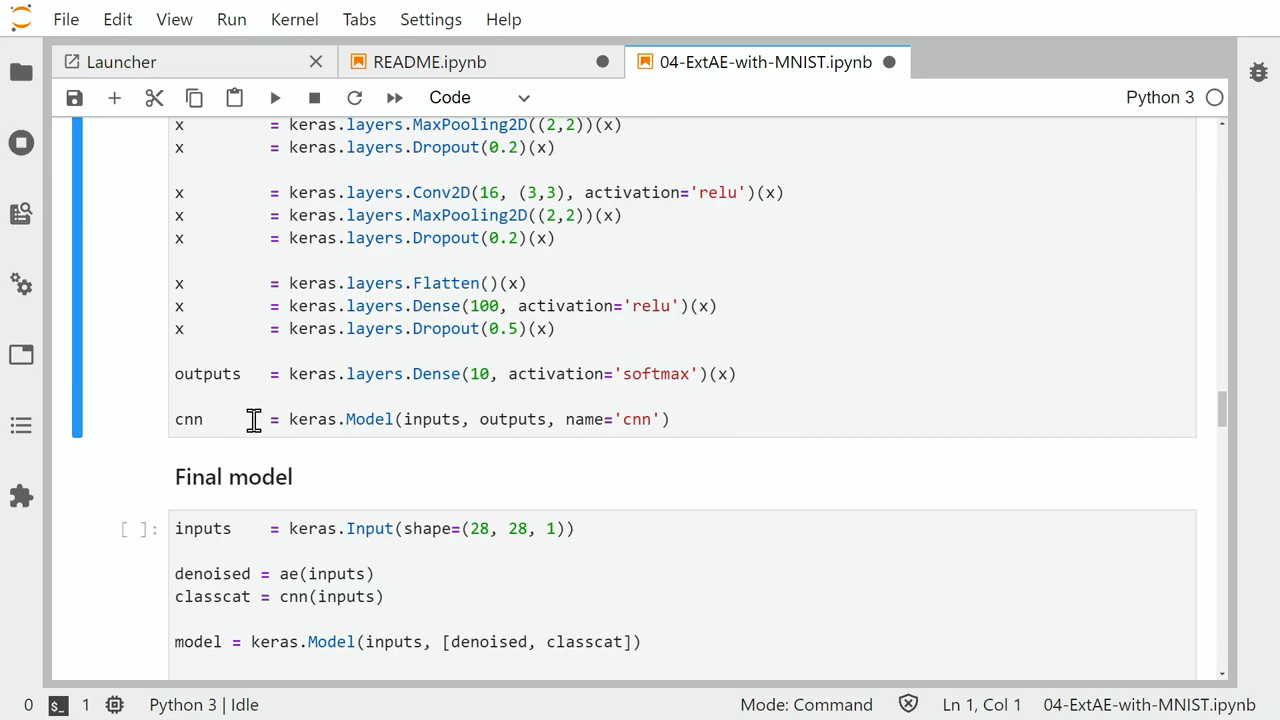 File Edit View Run Kernel Tabs Settings Help
Launcher README.ipynb 04-ExtAE-with-MNIST.ipynb
Code Python 3
x = keras.layers.MaxPooling2D((2,2))(x)
x = keras.layers.Dropout(0.2)(x)
x = keras.layers.Conv2D(16, (3,3), activation='relu')(x)
x = keras.layers.MaxPooling2D((2,2))(x)
x = keras.layers.Dropout(0.2)(x)
x = keras.layers.Flatten()(x)
x = keras.layers.Dense(100, activation='relu')(x)
x = keras.layers.Dropout(0.5)(x)
outputs = keras.layers.Dense(10, activation='softmax')(x)
cnn = keras.Model(inputs, outputs, name='cnn')
Final model
[ ]: inputs = keras.Input(shape=(28, 28, 1))
denoised = ae(inputs)
classcat = cnn(inputs)
model = keras.Model(inputs, [denoised, classcat])
0 $_ 1 Python 3 | Idle Mode: Command Ln 1, Col 1 04-ExtAE-with-MNIST.ipynb